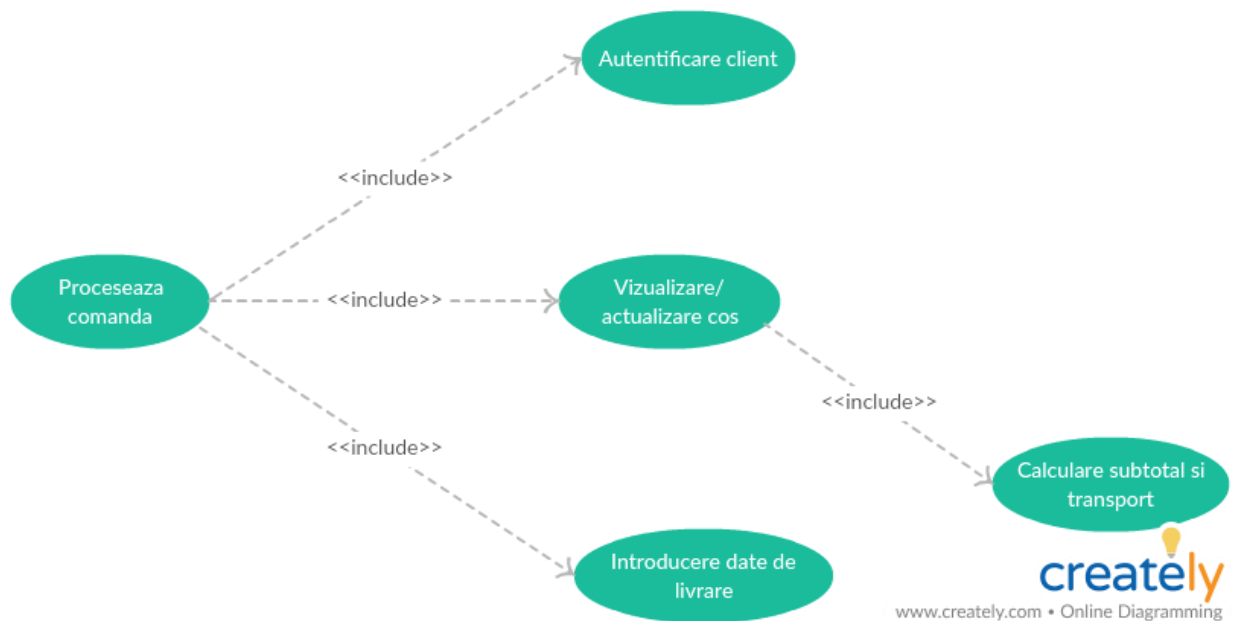 Autentificare client
<<include>>
Proceseaza
comanda
<<include>>
Vizualizare/
actualizare cos
<<include>>
<<include>>
Calculare subtotal si
transport
Introducere date de
livrare
creately
www.creately.com • Online Diagramming